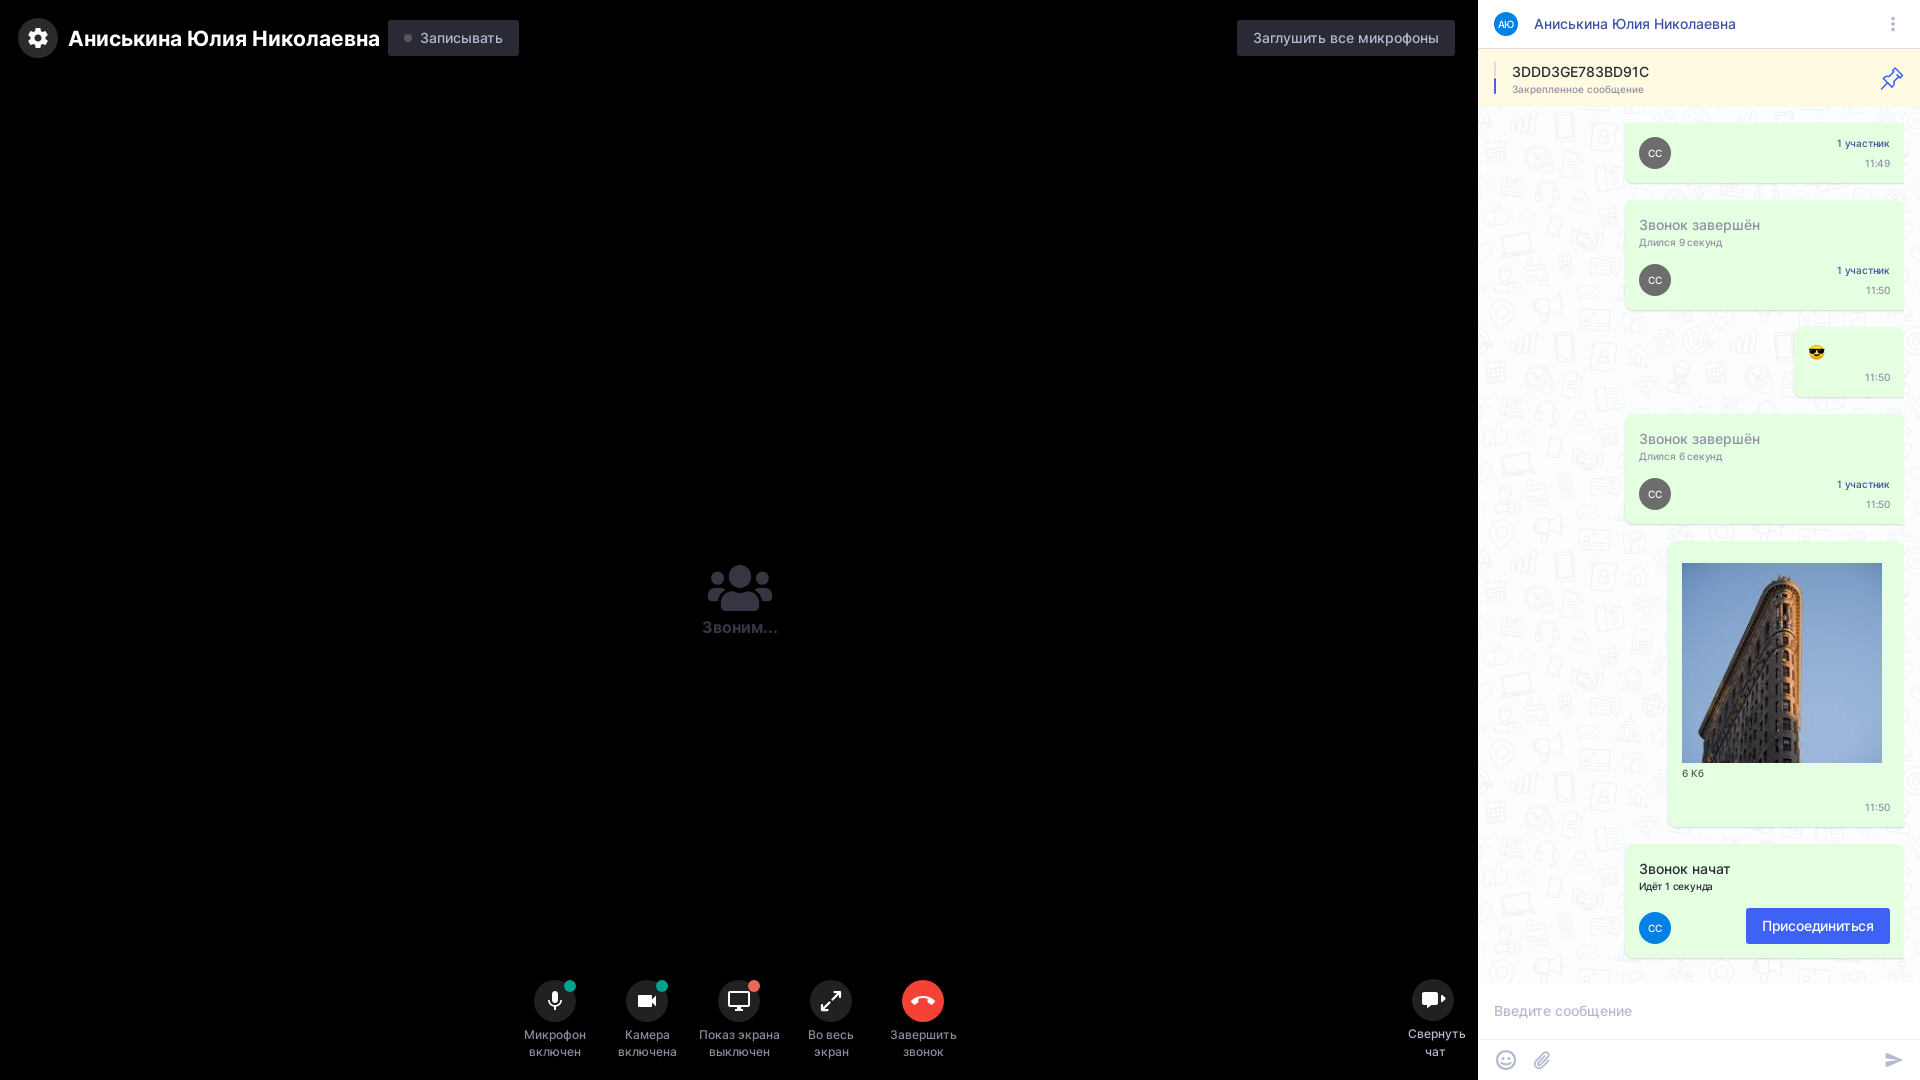 Аниськина Юлия Николаевна
Записывать
Заглушить все микрофоны
АЮ
Аниськина Юлия Николаевна
3DDD3GE783BD91C
Закрепленное сообщение
СС
1 участник
11:49
Звонок завершён
Длился 9 секунд
СС
1 участник
11:50
😎
11:50
Звонок завершён
Длился 6 секунд
СС
1 участник
11:50
6 Кб
11:50
Звонок начат
Идёт 1 секунда
СС
Присоединиться
Звоним...
Микрофон
включен
Камера
включена
Показ экрана
выключен
Во весь
экран
Завершить
звонок
Свернуть
чат
Введите сообщение